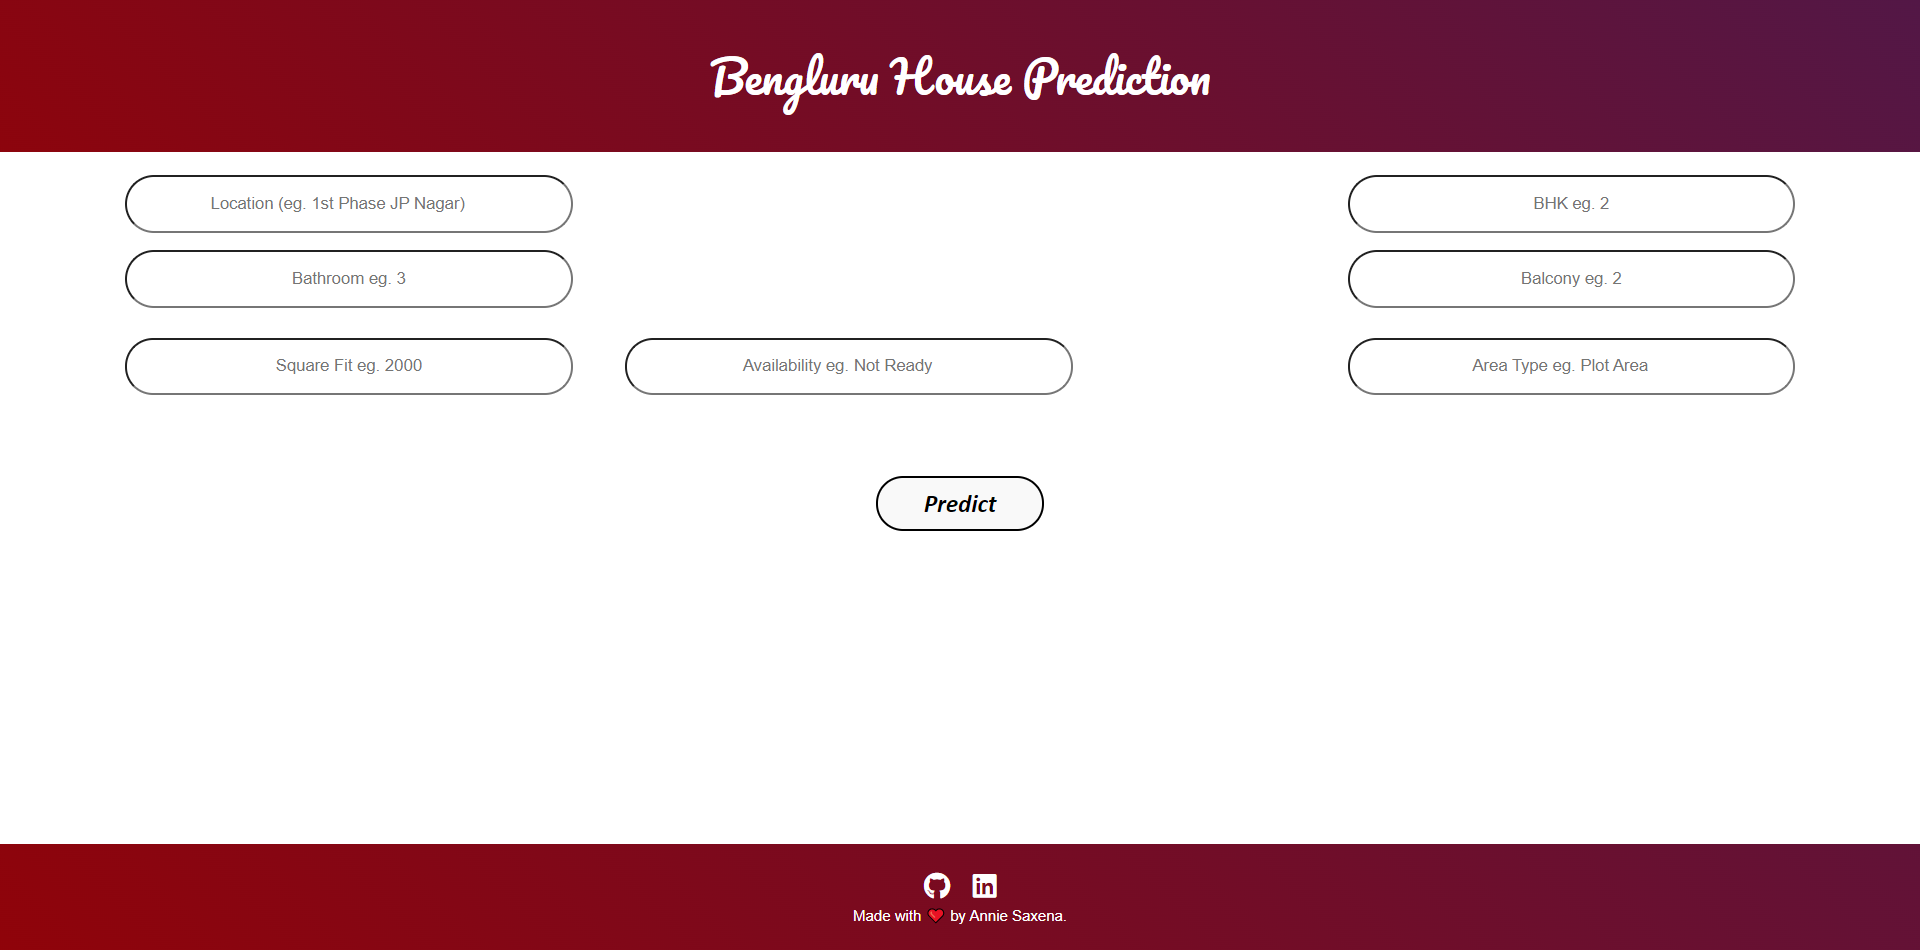 Bengluru House Prediction
Location (eg. 1st Phase JP Nagar)
BHK eg. 2
Bathroom eg. 3
Balcony eg. 2
Square Fit eg. 2000
Availability eg. Not Ready
Area Type eg. Plot Area
Predict
in
Made with ❤️ by Annie Saxena.